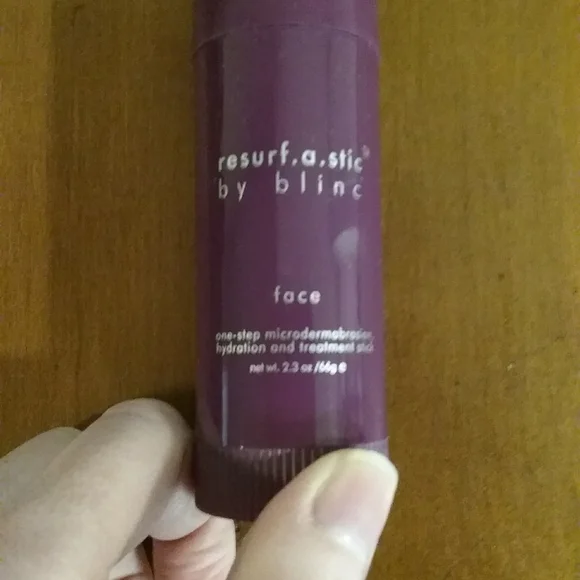 resurf.a.stic®
by blinc
face
one-step microdermabrasion,
hydration and treatment stick
net wt. 2.3 oz /66g ℮